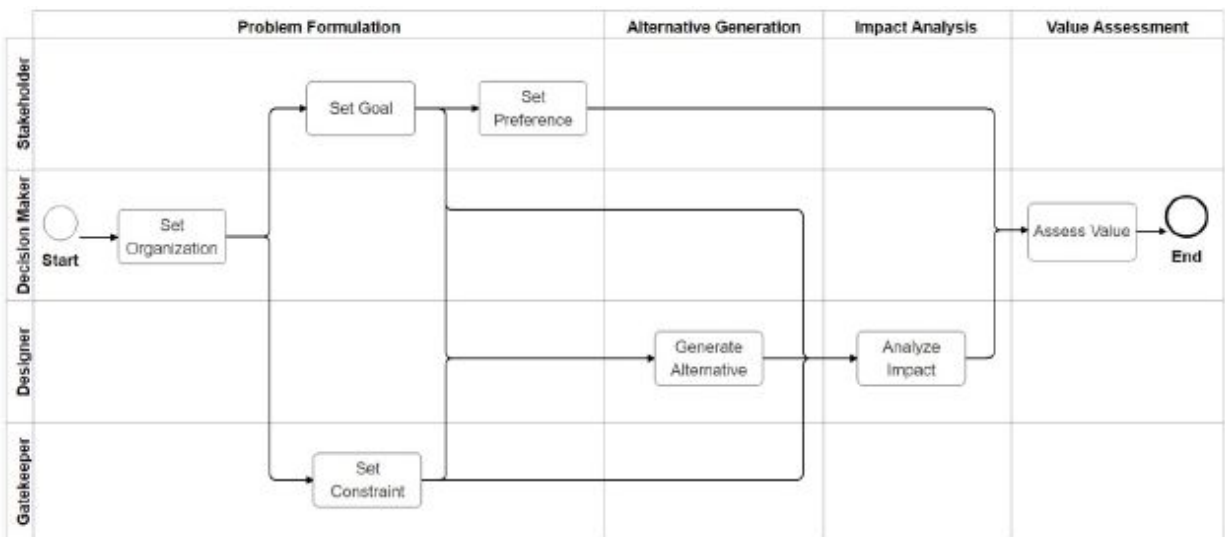 Problem Formulation
Alternative Generation
Impact Analysis
Value Assessment
Stakeholder
Set Goal
Set
Preference
Decision Maker
Start
Set
Organization
Assess Value
End
Designer
Generate
Alternative
Analyze
Impact
Gatekeeper
Set
Constraint